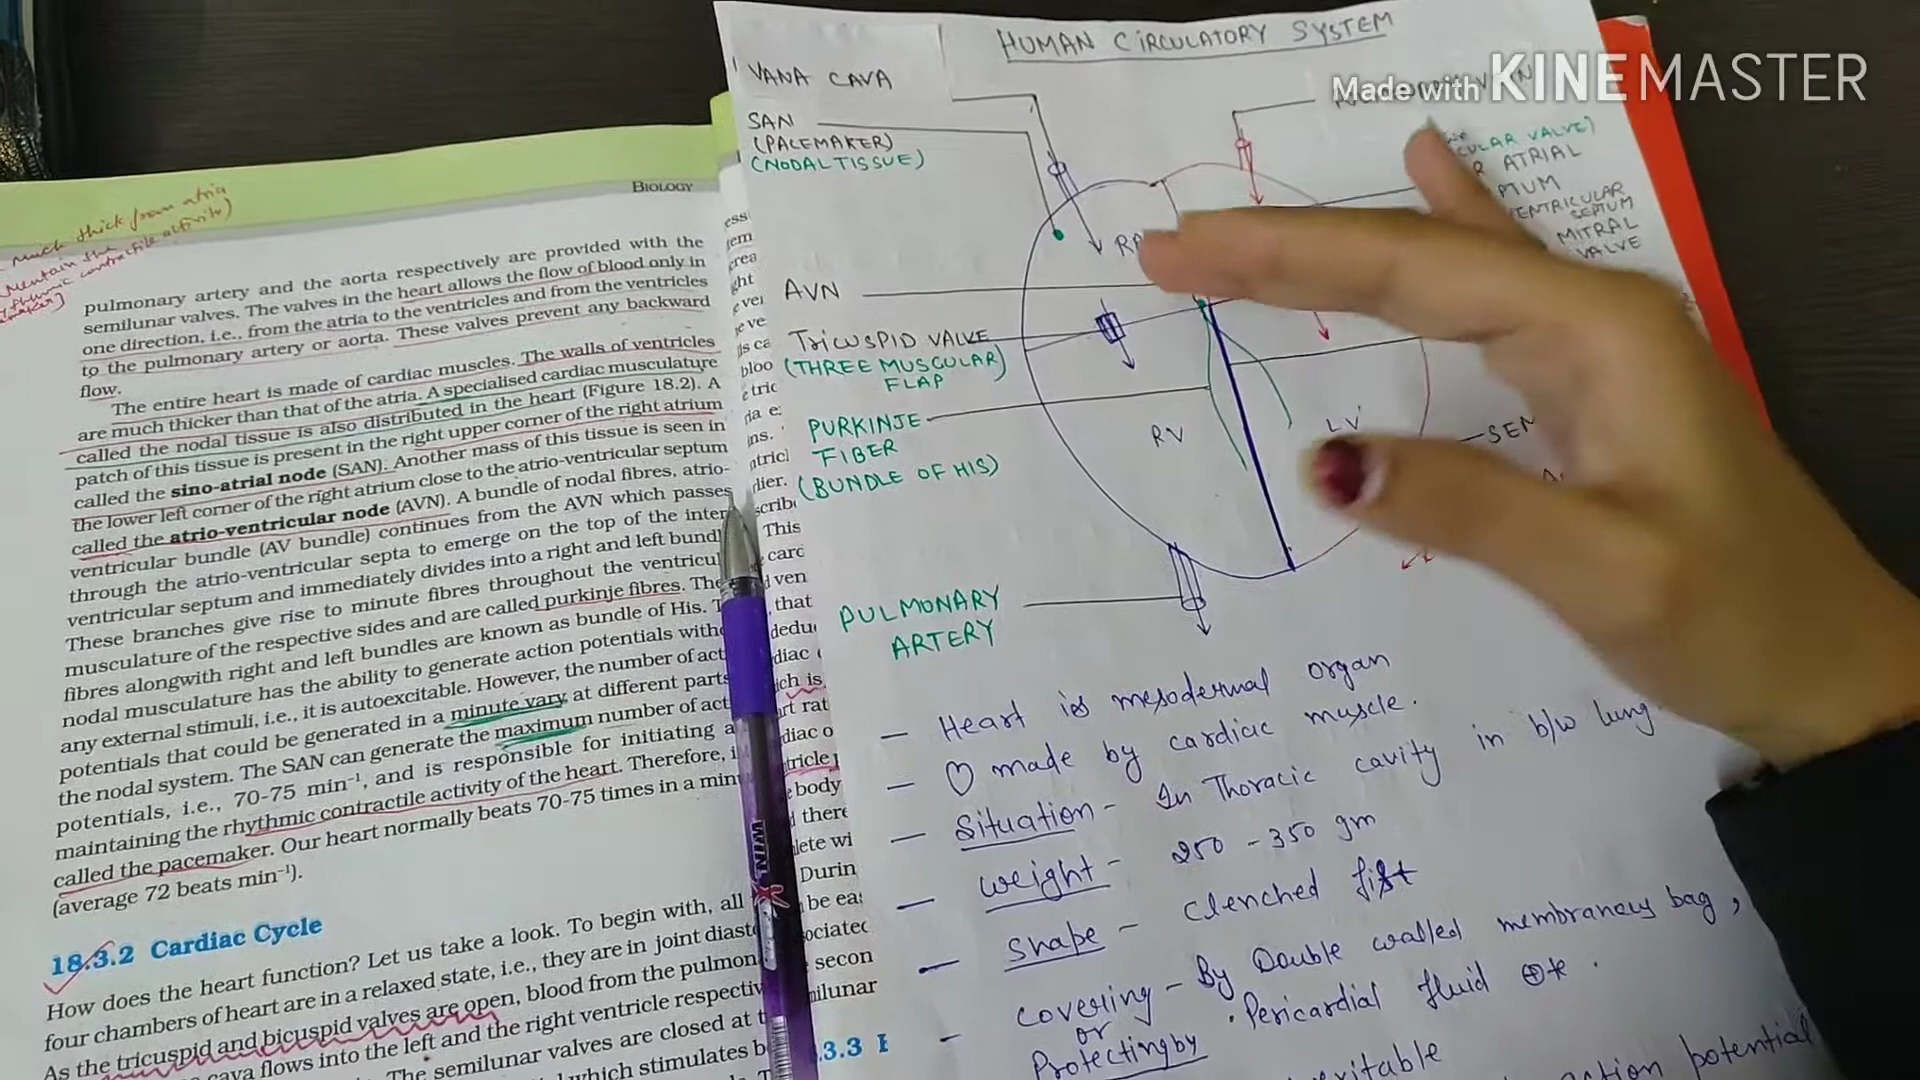 HUMAN CIRCULATORY SYSTEM
Made with KINEMASTER
VANA CAVA
SAN
(PACEMAKER)
(NODAL TISSUE)
CULAR VALVE)
ATRIAL
PTUM
VENTRICULAR
SEPTUM
MITRAL
VALVE
RA
AVN
TRICUSPID VALVE
(THREE MUSCULAR)
FLAP
PURKINJE
FIBER
(BUNDLE OF HIS)
RV
LV
SEM
PULMONARY
ARTERY
- Heart is mesodermal organ
- ♡ made by cardiac muscle.
- Situation - In Thoracic cavity in b/w lung
- weight - 250 - 350 gm
- Shape - Clenched fist
- Covering - By Double walled membraneus bag,
or
Protecting by
. Pericardial fluid
action potential
much thick from atria
BIOLOGY
pulmonary artery and the aorta respectively are provided with the
semilunar valves. The valves in the heart allows the flow of blood only in
one direction, i.e., from the atria to the ventricles and from the ventricles
to the pulmonary artery or aorta. These valves prevent any backward
flow.
The entire heart is made of cardiac muscles. The walls of ventricles
are much thicker than that of the atria. A specialised cardiac musculature
called the nodal tissue is also distributed in the heart (Figure 18.2). A
patch of this tissue is present in the right upper corner of the right atrium
called the sino-atrial node (SAN). Another mass of this tissue is seen in
the lower left corner of the right atrium close to the atrio-ventricular septum
called the atrio-ventricular node (AVN). A bundle of nodal fibres, atrio-
ventricular bundle (AV bundle) continues from the AVN which passes
through the atrio-ventricular septa to emerge on the top of the inter
ventricular septum and immediately divides into a right and left bundl
These branches give rise to minute fibres throughout the ventricul
musculature of the respective sides and are called purkinje fibres. The
fibres alongwith right and left bundles are known as bundle of His. T
nodal musculature has the ability to generate action potentials with
any external stimuli, i.e., it is autoexcitable. However, the number of act
potentials that could be generated in a minute vary at different parts
the nodal system. The SAN can generate the maximum number of act
potentials, i.e., 70-75 min⁻¹, and is responsible for initiating a
maintaining the rhythmic contractile activity of the heart. Therefore, i
called the pacemaker. Our heart normally beats 70-75 times in a min
(average 72 beats min⁻¹).
18.3.2 Cardiac Cycle
How does the heart function? Let us take a look. To begin with, all
four chambers of heart are in a relaxed state, i.e., they are in joint diast
As the tricuspid and bicuspid valves are open, blood from the pulmon
cava flows into the left and the right ventricle respectiv
The semilunar valves are closed at t
which stimulates b
.3.3